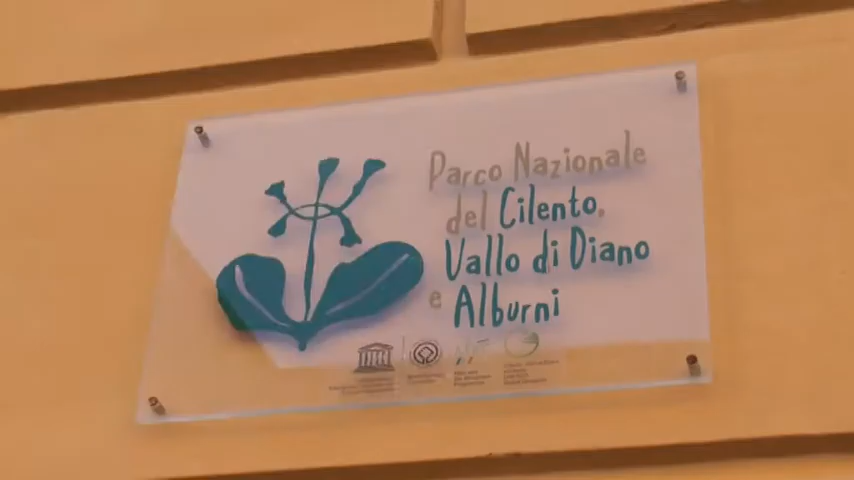 Parco Nazionale
del Cilento,
Vallo di Diano
e Alburni